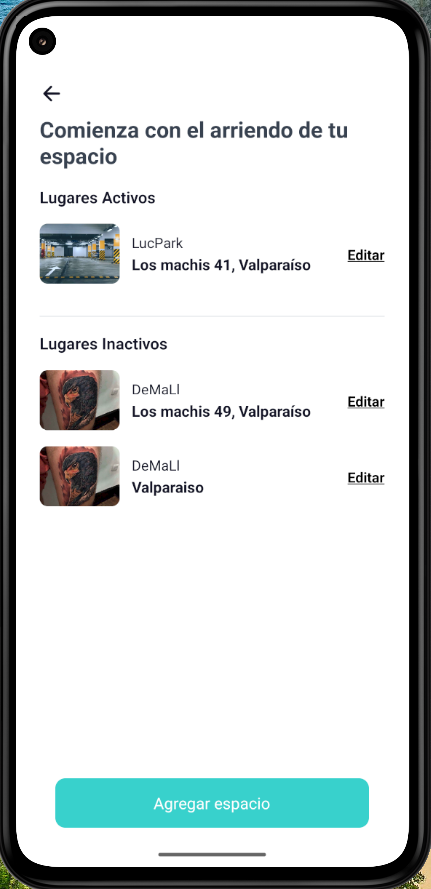 Comienza con el arriendo de tu
espacio
Lugares Activos
LucPark
Los machis 41, Valparaíso
Editar
Lugares Inactivos
DeMaLl
Los machis 49, Valparaíso
Editar
DeMaLl
Valparaiso
Editar
Agregar espacio